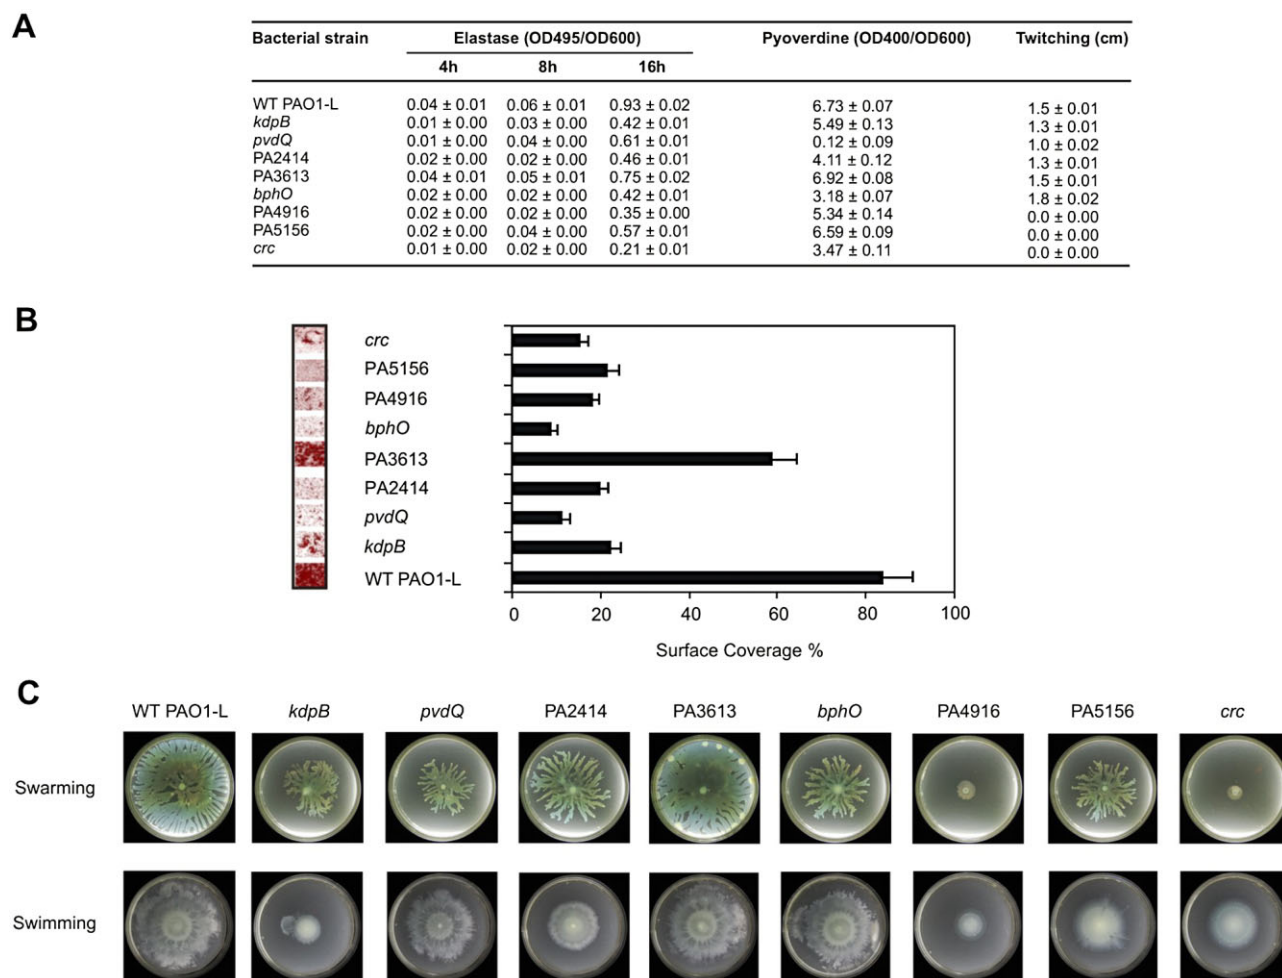 A
Bacterial strain Elastase (OD495/OD600) Pyoverdine (OD400/OD600) Twitching (cm)
4h 8h 16h
WT PAO1-L 0.04 ± 0.01 0.06 ± 0.01 0.93 ± 0.02 6.73 ± 0.07 1.5 ± 0.01
kdpB 0.01 ± 0.00 0.03 ± 0.00 0.42 ± 0.01 5.49 ± 0.13 1.3 ± 0.01
pvdQ 0.01 ± 0.00 0.04 ± 0.00 0.61 ± 0.01 0.12 ± 0.09 1.0 ± 0.02
PA2414 0.02 ± 0.00 0.02 ± 0.00 0.46 ± 0.01 4.11 ± 0.12 1.3 ± 0.01
PA3613 0.04 ± 0.01 0.05 ± 0.01 0.75 ± 0.02 6.92 ± 0.08 1.5 ± 0.01
bphO 0.02 ± 0.00 0.02 ± 0.00 0.42 ± 0.01 3.18 ± 0.07 1.8 ± 0.02
PA4916 0.02 ± 0.00 0.02 ± 0.00 0.35 ± 0.00 5.34 ± 0.14 0.0 ± 0.00
PA5156 0.02 ± 0.00 0.04 ± 0.00 0.57 ± 0.01 6.59 ± 0.09 0.0 ± 0.00
crc 0.01 ± 0.00 0.02 ± 0.00 0.21 ± 0.01 3.47 ± 0.11 0.0 ± 0.00
B
crc
PA5156
PA4916
bphO
PA3613
PA2414
pvdQ
kdpB
WT PAO1-L
0 20 40 60 80 100
Surface Coverage %
C
WT PAO1-L kdpB pvdQ PA2414 PA3613 bphO PA4916 PA5156 crc
Swarming
Swimming